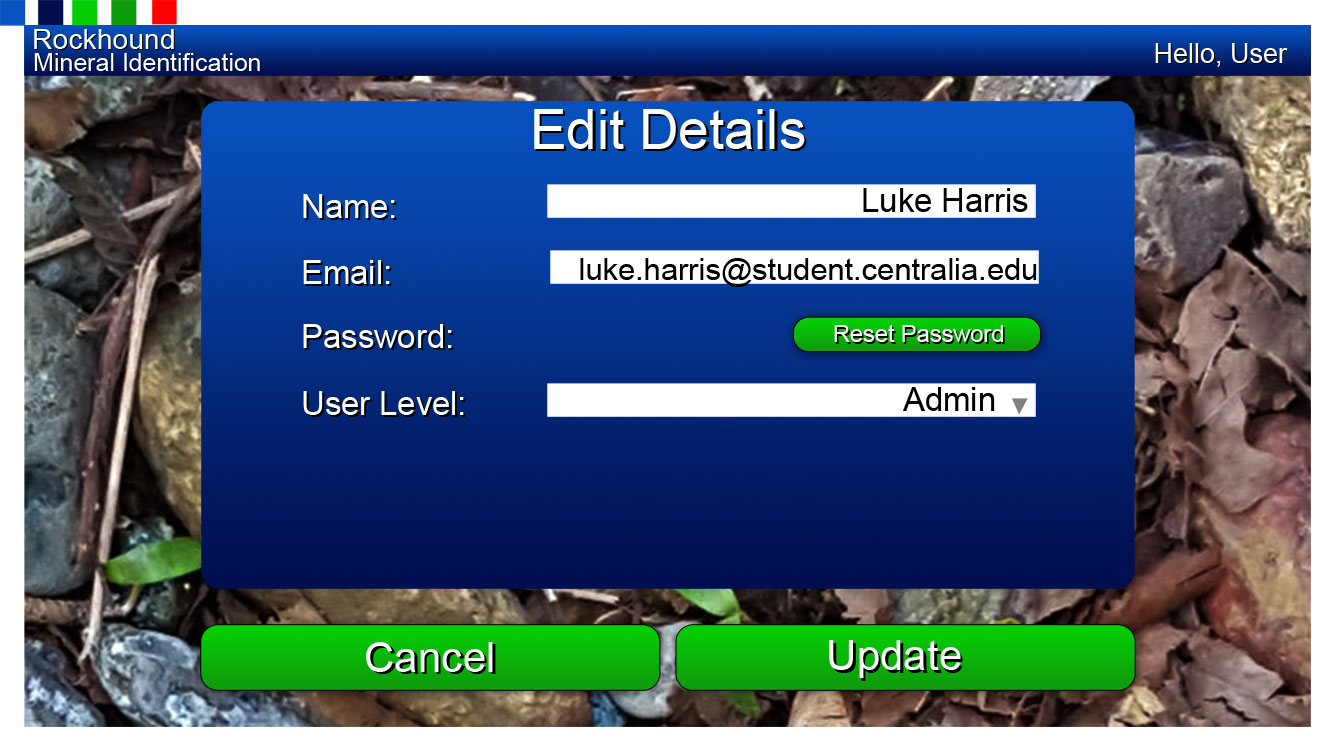 Rockhound
Mineral Identification
Hello, User
Edit Details
Name: Luke Harris
Email: luke.harris@student.centralia.edu
Password: Reset Password
User Level: Admin ▼
Cancel
Update